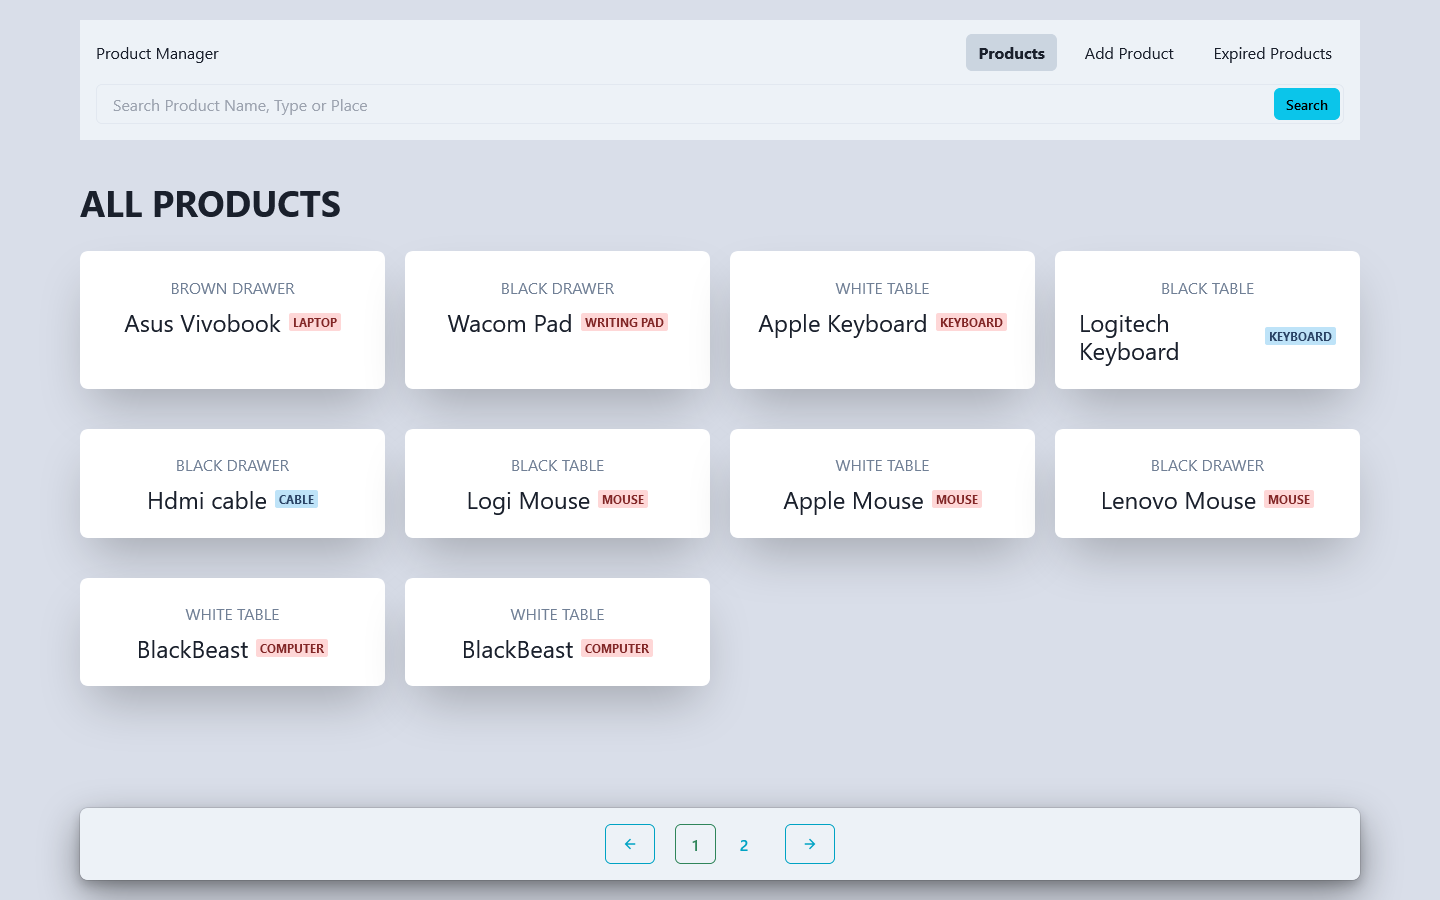 Product Manager
Products
Add Product
Expired Products
Search Product Name, Type or Place
Search
ALL PRODUCTS
BROWN DRAWER
Asus Vivobook LAPTOP
BLACK DRAWER
Wacom Pad WRITING PAD
WHITE TABLE
Apple Keyboard KEYBOARD
BLACK TABLE
Logitech
Keyboard
KEYBOARD
BLACK DRAWER
Hdmi cable CABLE
BLACK TABLE
Logi Mouse MOUSE
WHITE TABLE
Apple Mouse MOUSE
BLACK DRAWER
Lenovo Mouse MOUSE
WHITE TABLE
BlackBeast COMPUTER
WHITE TABLE
BlackBeast COMPUTER
1 2